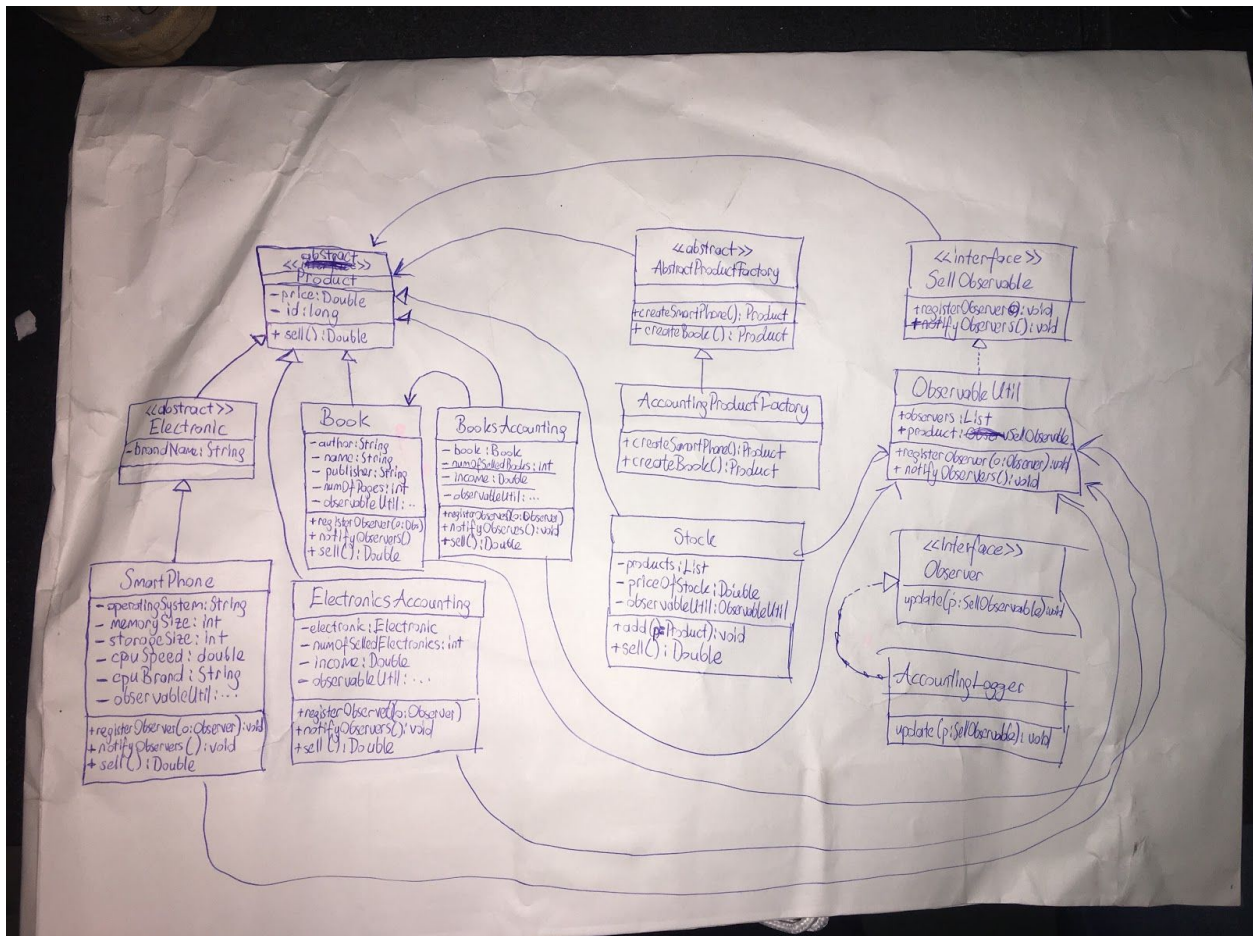 abstract
Product
- price:Double
- id:long
+ sell():Double
<<abstract>>
AbstractProductFactory
+createSmartPhone(): Product
+createBook(): Product
<<interface>>
SellObservable
+registerObserver(): void
+notifyObservers(): void
<<abstract>>
Electronic
-brandName:String
Book
- author:String
- name:String
- publisher:String
- numOfPages:int
- observableUtil:...
+registerObserver(o:Obs)
+notifyObservers()
+sell():Double
BooksAccounting
- book:Book
- numOfSelledBooks:int
- income:Double
- observableUtil:...
+registerObserver(o:Observer)
+notifyObserves():void
+sell():Double
AccountingProductFactory
+createSmartPhone():Product
+createBook():Product
ObservableUtil
+observers:List
+product:SellObservable
+registerObserver(o:Observer):void
+notifyObservers():void
Stock
-products:List
-priceOfStock:Double
-observableUtil:ObservableUtil
+add(p:Product):void
+sell():Double
<<Interface>>
Observer
update(p:SellObservable):void
AccountingLogger
update(p:SellObservable):void
SmartPhone
- operatingSystem:String
- memorySize:int
- storageSize:int
- cpuSpeed:double
- cpuBrand:String
- observableUtil:...
+registerObserver(o:Observer):void
+notifyObservers():void
+sell():Double
ElectronicsAccounting
-electronic:Electronic
-numOfSelledElectronics:int
-income:Double
-observableUtil:...
+registerObserver(o:Observer)
+notifyObservers():void
+sell():Double